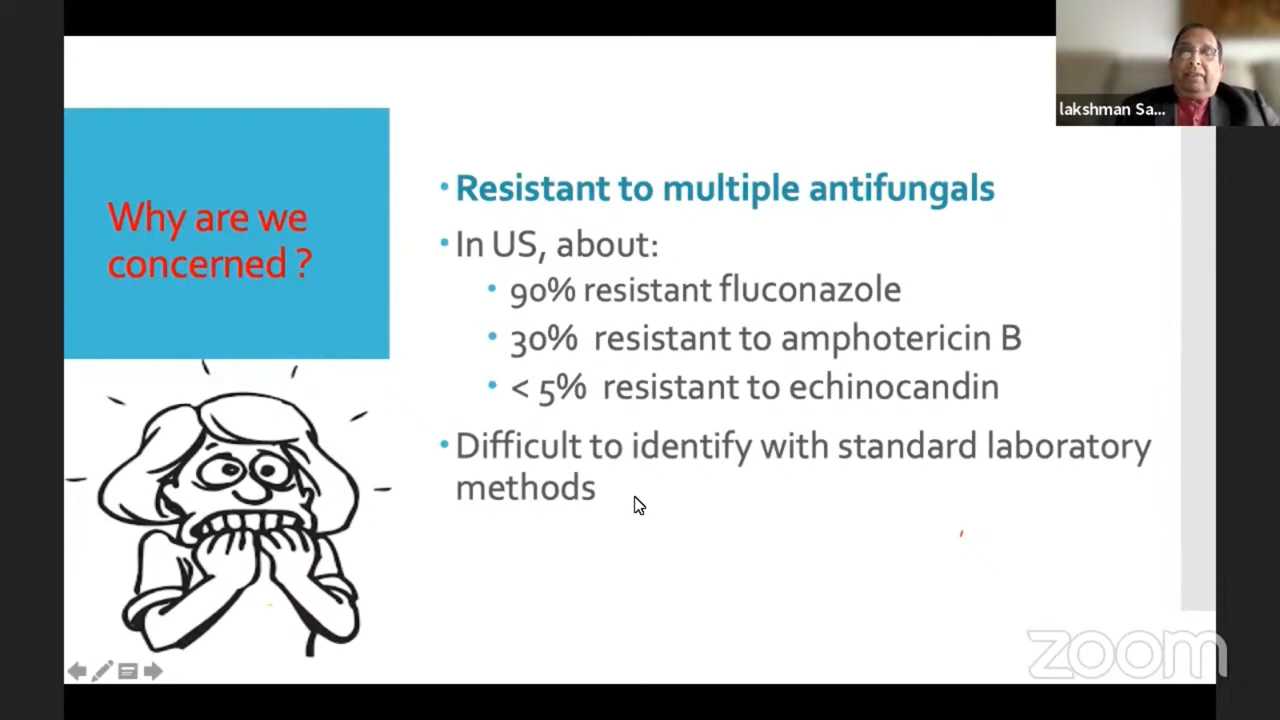 lakshman Sa...
Why are we
concerned ?
• Resistant to multiple antifungals
• In US, about:
• 90% resistant fluconazole
• 30% resistant to amphotericin B
• < 5% resistant to echinocandin
• Difficult to identify with standard laboratory
methods
zoom